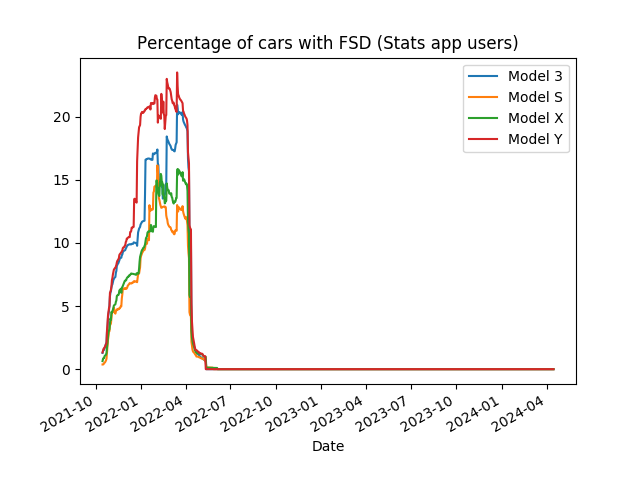 Percentage of cars with FSD (Stats app users)
Model 3
Model S
Model X
Model Y
20
15
10
5
0
2021-10
2022-01
2022-04
2022-07
2022-10
2023-01
2023-04
2023-07
2023-10
2024-01
2024-04
Date